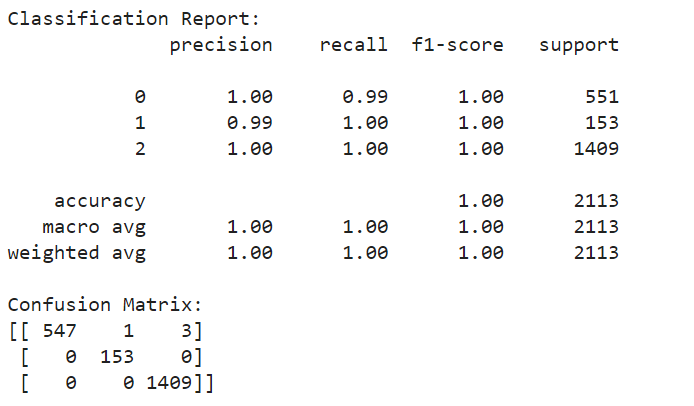 Classification Report:
              precision    recall  f1-score   support

           0       1.00      0.99      1.00       551
           1       0.99      1.00      1.00       153
           2       1.00      1.00      1.00      1409

    accuracy                           1.00      2113
   macro avg       1.00      1.00      1.00      2113
weighted avg       1.00      1.00      1.00      2113

Confusion Matrix:
[[ 547    1    3]
 [   0  153    0]
 [   0    0 1409]]